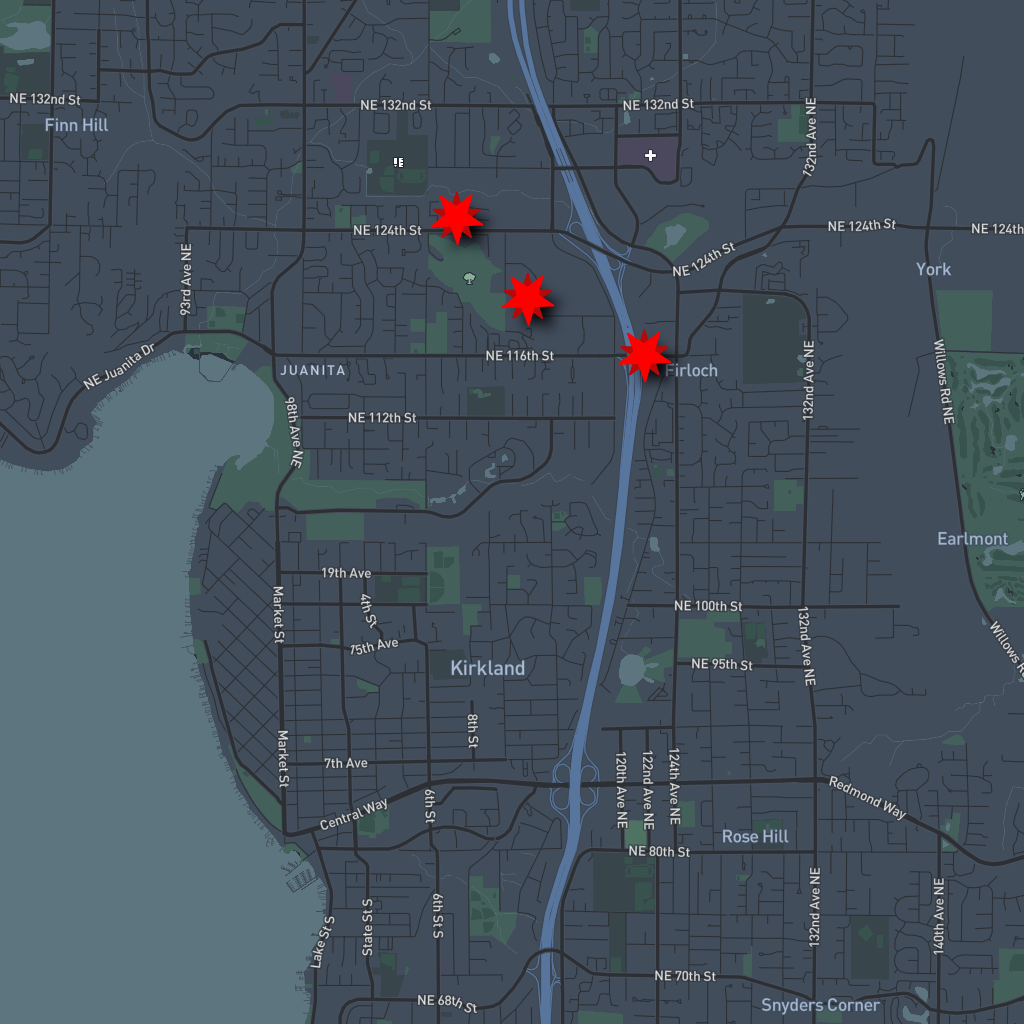 NE 132nd St
NE 132nd St
NE 132nd St
Finn Hill
132nd Ave NE
NE 124th St
NE 124th St
NE 124th St
NE 124th
NE 124th St
93rd Ave NE
York
NE Juanita Dr
NE 116th St
JUANITA
Firloch
132nd Ave NE
Willows Rd NE
NE 112th St
98th Ave NE
Earlmont
19th Ave
4th St
Market St
NE 100th St
15th Ave
132nd Ave NE
Willows Rd
Kirkland
NE 95th St
8th St
Market St
7th Ave
120th Ave NE
122nd Ave NE
124th Ave NE
Central Way
6th St
Redmond Way
Rose Hill
NE 80th St
Lake St S
State St S
6th St S
132nd Ave NE
140th Ave NE
NE 70th St
NE 68th St
Snyders Corner